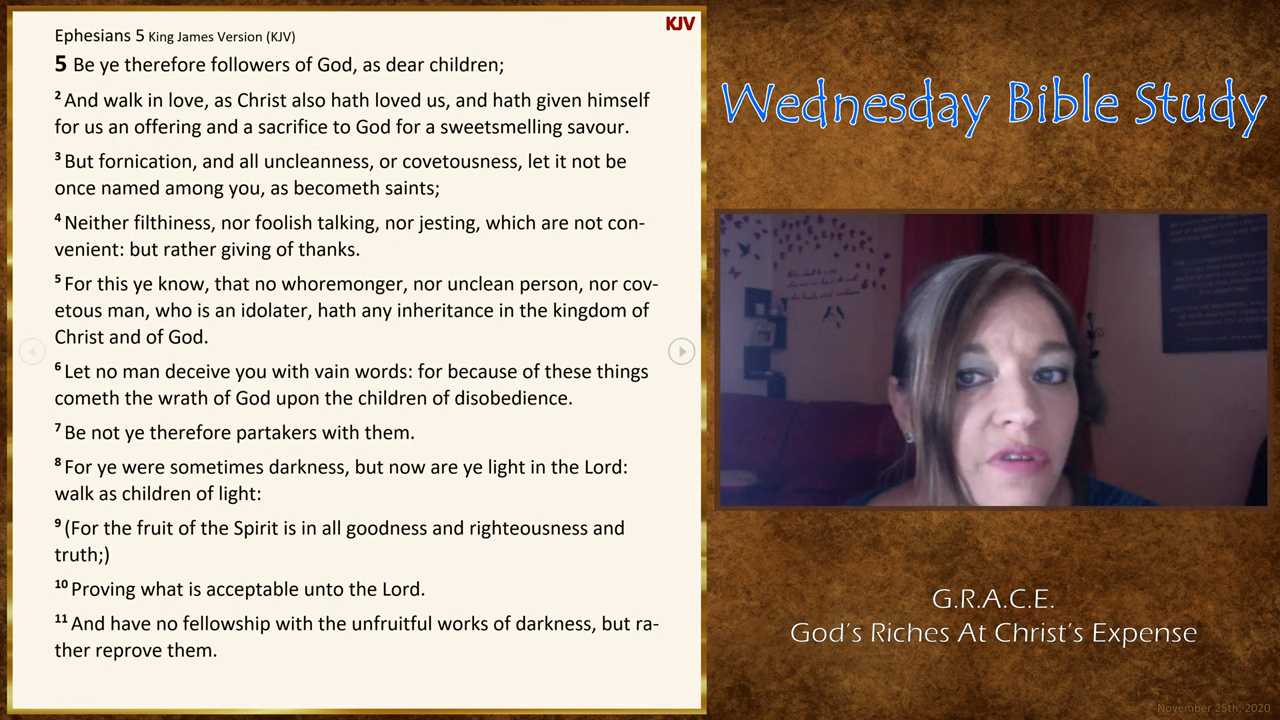 KJV
Ephesians 5 King James Version (KJV)
5 Be ye therefore followers of God, as dear children;
2 And walk in love, as Christ also hath loved us, and hath given himself
for us an offering and a sacrifice to God for a sweetsmelling savour.
3 But fornication, and all uncleanness, or covetousness, let it not be
once named among you, as becometh saints;
4 Neither filthiness, nor foolish talking, nor jesting, which are not con-
venient: but rather giving of thanks.
5 For this ye know, that no whoremonger, nor unclean person, nor cov-
etous man, who is an idolater, hath any inheritance in the kingdom of
Christ and of God.
6 Let no man deceive you with vain words: for because of these things
cometh the wrath of God upon the children of disobedience.
7 Be not ye therefore partakers with them.
8 For ye were sometimes darkness, but now are ye light in the Lord:
walk as children of light:
9 (For the fruit of the Spirit is in all goodness and righteousness and
truth;)
10 Proving what is acceptable unto the Lord.
11 And have no fellowship with the unfruitful works of darkness, but ra-
ther reprove them.
Wednesday Bible Study
G.R.A.C.E.
God's Riches At Christ's Expense
November 25th, 2020